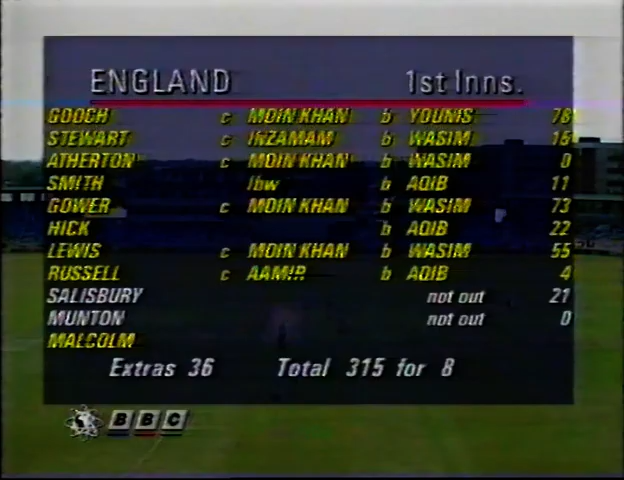 ENGLAND 1st Inns.
GOOCH c MOIN KHAN b YOUNIS 78
STEWART c INZAMAM b WASIM 15
ATHERTON c MOIN KHAN b WASIM 0
SMITH lbw b AQIB 11
GOWER c MOIN KHAN b WASIM 73
HICK b AQIB 22
LEWIS c MOIN KHAN b WASIM 55
RUSSELL c AAMIR b AQIB 4
SALISBURY not out 21
MUNTON not out 0
MALCOLM
Extras 36 Total 315 for 8
BBC